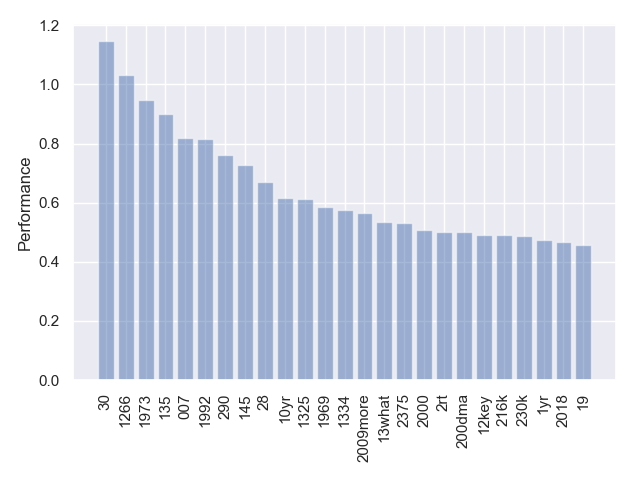 Performance
1.2
1.0
0.8
0.6
0.4
0.2
0.0
30
1266
1973
135
007
1992
290
145
28
10yr
1325
1969
1334
2009more
13what
2375
2000
2rt
200dma
12key
216k
230k
1yr
2018
19